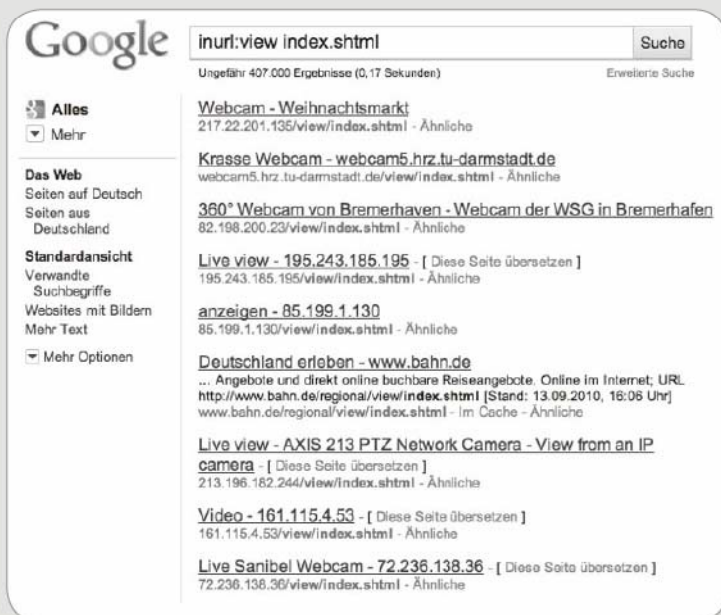 Google
inurl:view index.shtml
Suche
Ungefähr 407.000 Ergebnisse (0,17 Sekunden)
Erweiterte Suche
Alles
Mehr
Das Web
Seiten auf Deutsch
Seiten aus
Deutschland
Standardansicht
Verwandte
Suchbegriffe
Websites mit Bildern
Mehr Text
Mehr Optionen
Webcam - Weihnachtsmarkt
217.22.201.135/view/index.shtml - Ähnliche
Krasse Webcam - webcam5.hrz.tu-darmstadt.de
webcam5.hrz.tu-darmstadt.de/view/index.shtml - Ähnliche
360° Webcam von Bremerhaven - Webcam der WSG in Bremerhafen
82.198.200.23/view/index.shtml - Ähnliche
Live view - 195.243.185.195 - [ Diese Seite übersetzen ]
195.243.185.195/view/index.shtml - Ähnliche
anzeigen - 85.199.1.130
85.199.1.130/view/index.shtml - Ähnliche
Deutschland erleben - www.bahn.de
... Angebote und direkt online buchbare Reiseangebote. Online im Internet; URL
http://www.bahn.de/regional/view/index.shtml [Stand: 13.09.2010, 16:06 Uhr]
www.bahn.de/regional/view/index.shtml - Im Cache - Ähnliche
Live view - AXIS 213 PTZ Network Camera - View from an IP
camera - [ Diese Seite übersetzen ]
213.196.182.244/view/index.shtml - Ähnliche
Video - 161.115.4.53 - [ Diese Seite übersetzen ]
161.115.4.53/view/index.shtml - Ähnliche
Live Sanibel Webcam - 72.236.138.36 - [ Diese Seite übersetzen ]
72.236.138.36/view/index.shtml - Ähnliche